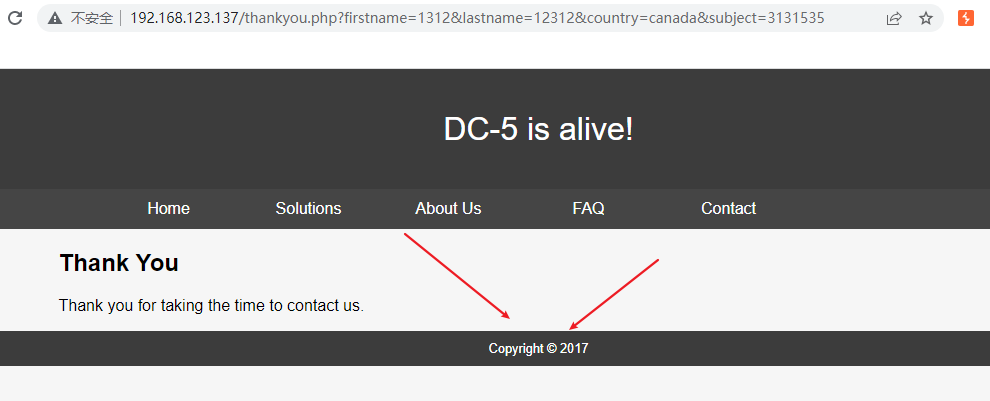 不安全 192.168.123.137/thankyou.php?firstname=1312&lastname=12312&country=canada&subject=3131535
DC-5 is alive!
Home Solutions About Us FAQ Contact
Thank You
Thank you for taking the time to contact us.
Copyright © 2017